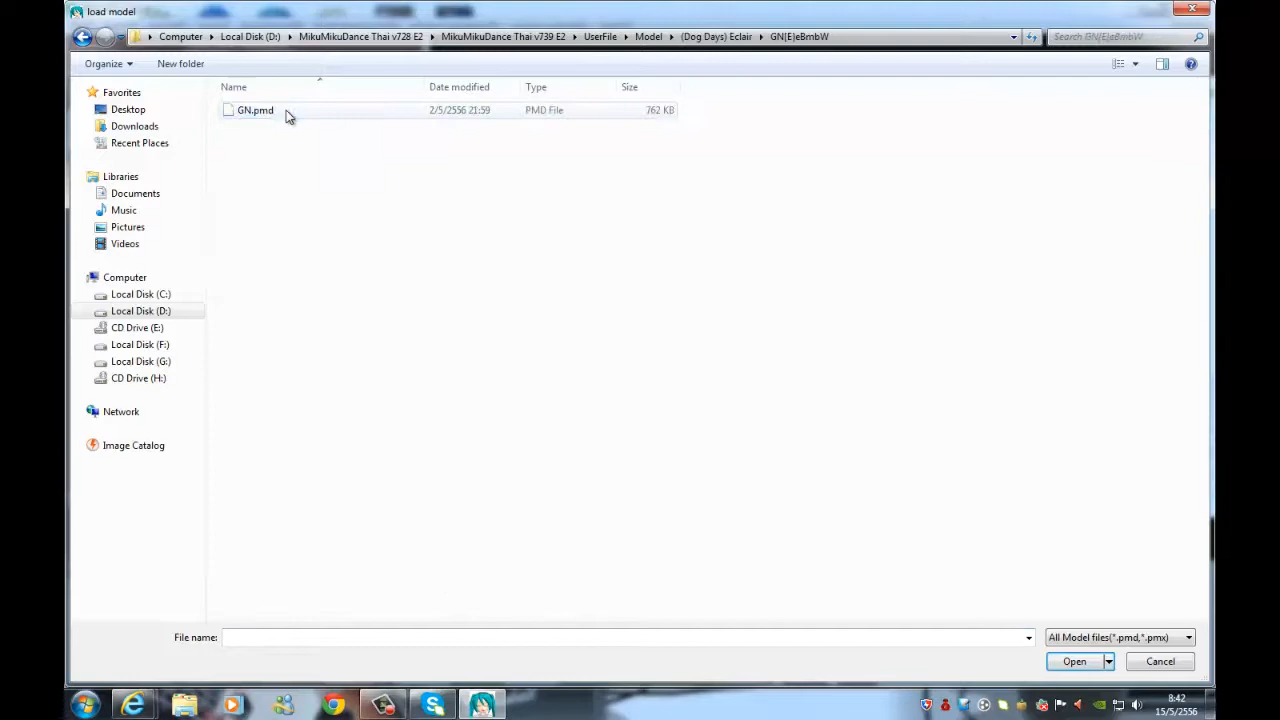 load model
Computer Local Disk (D:) MikuMikuDance Thai v728 E2 MikuMikuDance Thai v739 E2 UserFile Model (Dog Days) Eclair GN[E]eBmbW
Search GN[E]eBmbW
Organize New folder
Name Date modified Type Size
GN.pmd 2/5/2556 21:59 PMD File 762 KB
Favorites
Desktop
Downloads
Recent Places
Libraries
Documents
Music
Pictures
Videos
Computer
Local Disk (C:)
Local Disk (D:)
CD Drive (E:)
Local Disk (F:)
Local Disk (G:)
CD Drive (H:)
Network
Image Catalog
File name: All Model files(*.pmd,*.pmx)
Open Cancel
8:42
15/5/2556